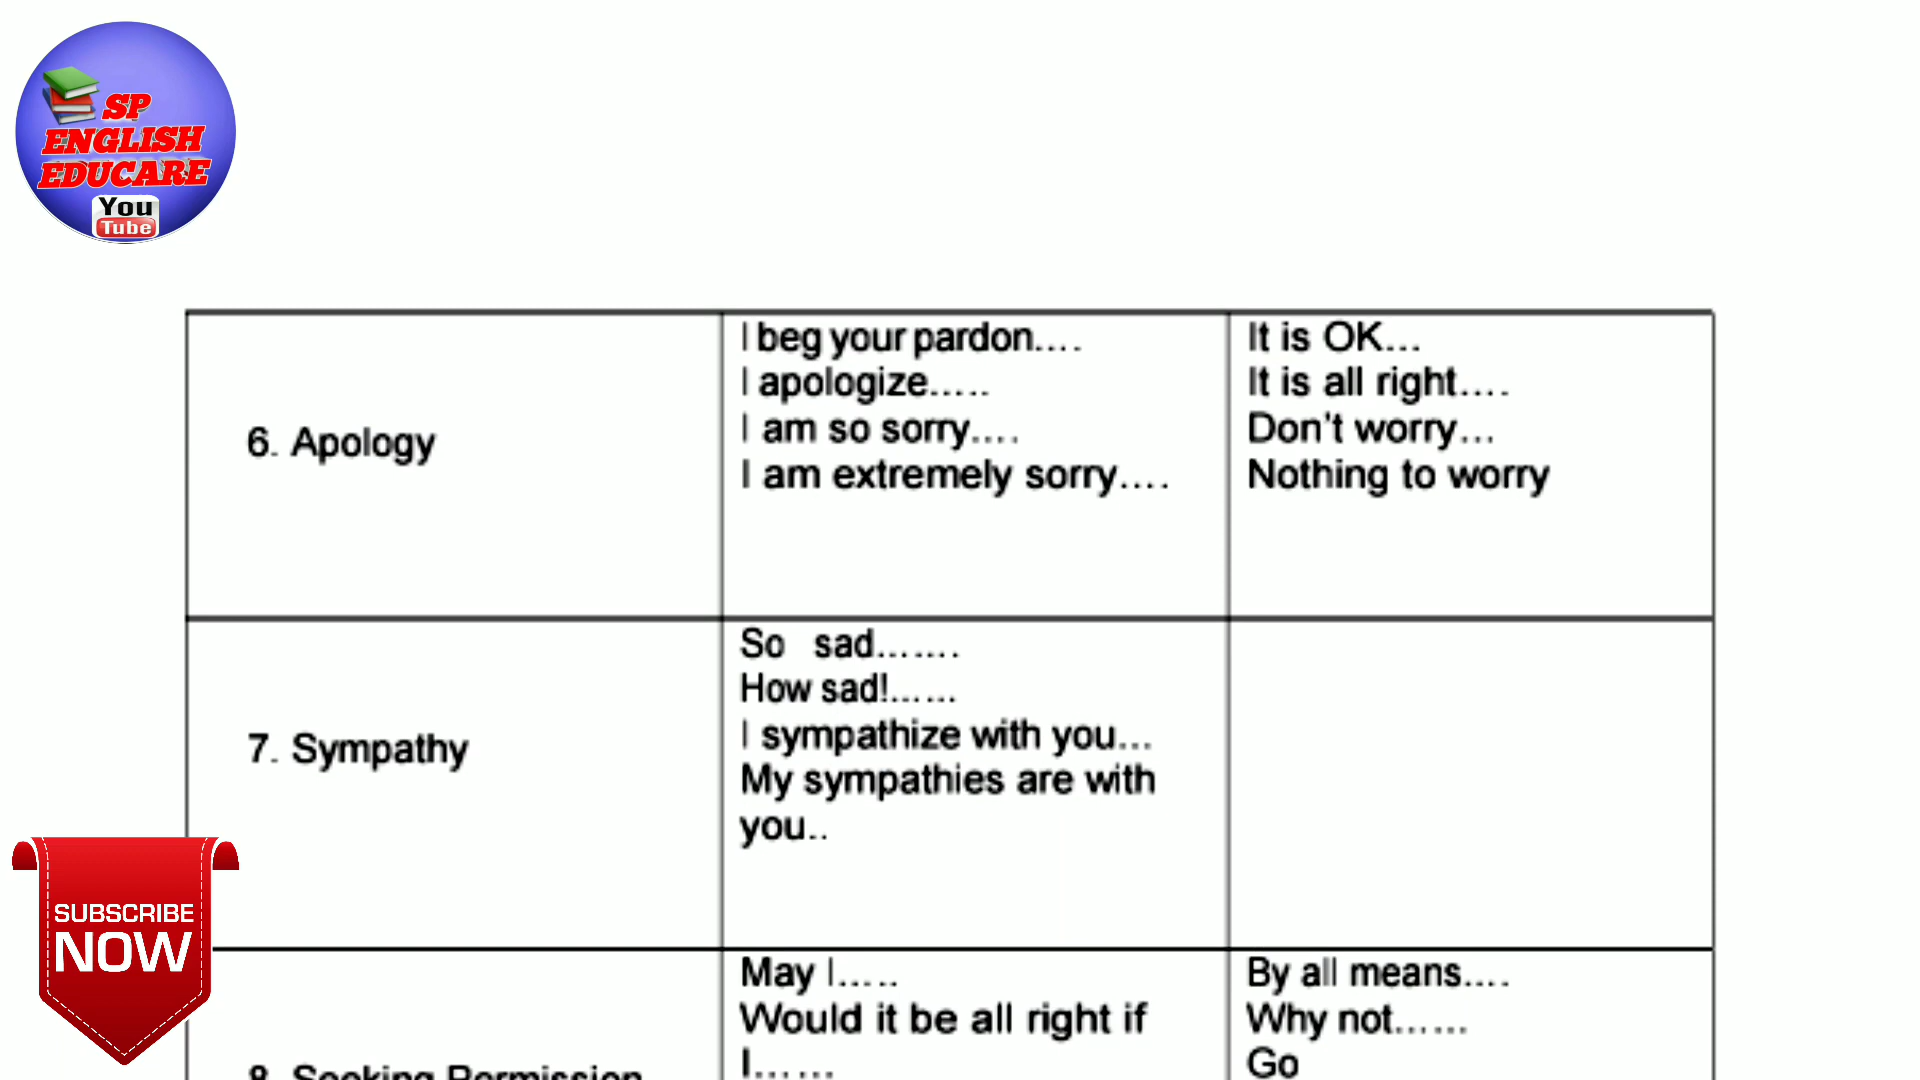 SP
ENGLISH
EDUCARE
You
Tube
6. Apology
I beg your pardon....
I apologize.....
I am so sorry....
I am extremely sorry....
It is OK...
It is all right....
Don't worry...
Nothing to worry
7. Sympathy
So sad.......
How sad!......
I sympathize with you...
My sympathies are with
you..
SUBSCRIBE
NOW
8. Seeking Permission
May I.....
Would it be all right if
I......
By all means....
Why not......
Go